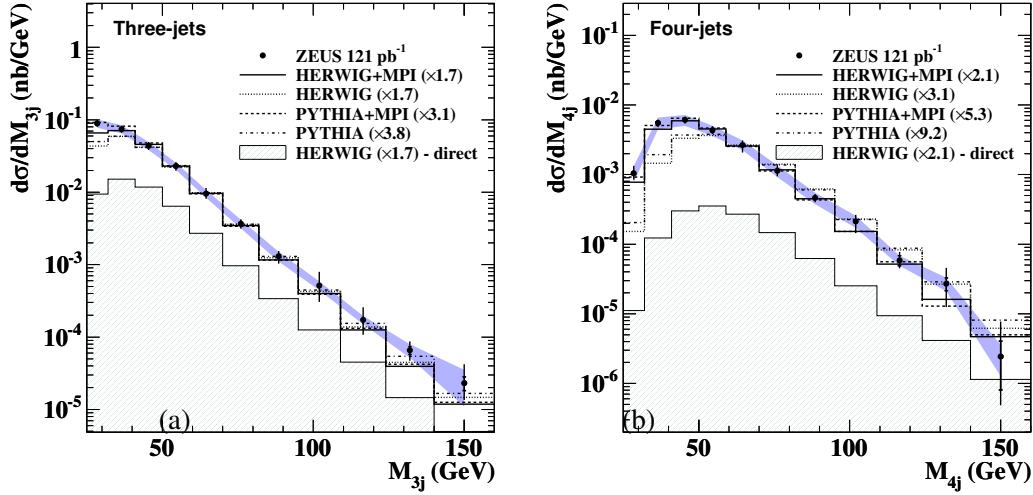 Three-jets
dσ/dM3j (nb/GeV)
1
10-1
10-2
10-3
10-4
10-5
ZEUS 121 pb-1
HERWIG+MPI (×1.7)
HERWIG (×1.7)
PYTHIA+MPI (×3.1)
PYTHIA (×3.8)
HERWIG (×1.7) - direct
(a)
50
100
150
M3j (GeV)
Four-jets
dσ/dM4j (nb/GeV)
10-1
10-2
10-3
10-4
10-5
10-6
ZEUS 121 pb-1
HERWIG+MPI (×2.1)
HERWIG (×3.1)
PYTHIA+MPI (×5.3)
PYTHIA (×9.2)
HERWIG (×2.1) - direct
(b)
50
100
150
M4j (GeV)